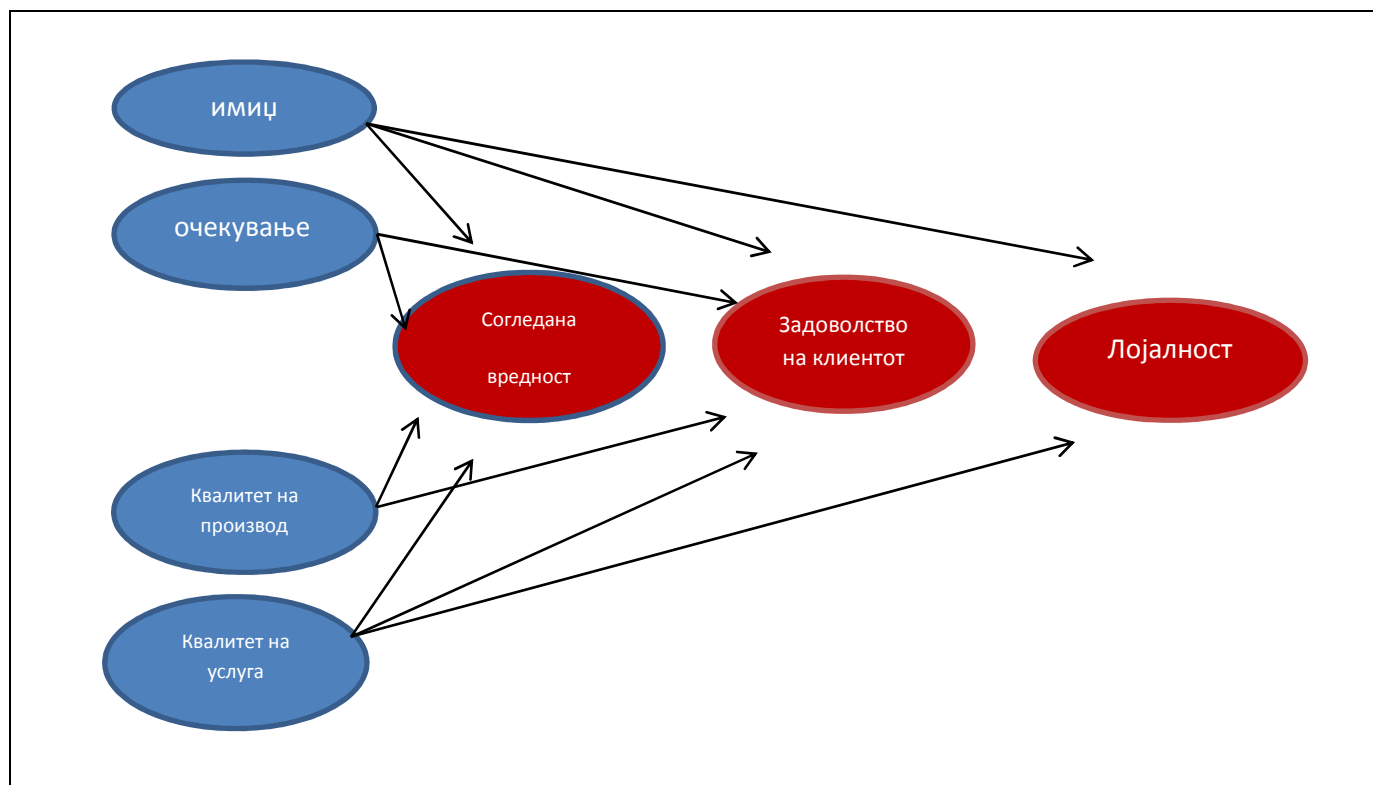 имиџ
очекување
Согледана
вредност
Задоволство
на клиентот
Лојалност
Квалитет на
производ
Квалитет на
услуга